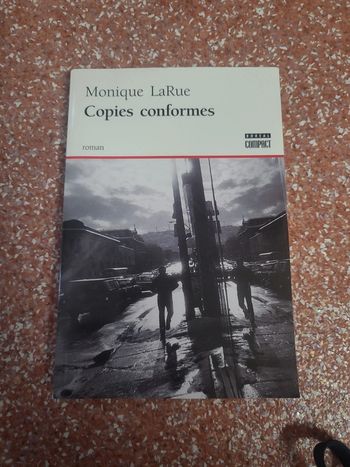 Monique LaRue
Copies conformes
BORÉAL
COMPACT
roman